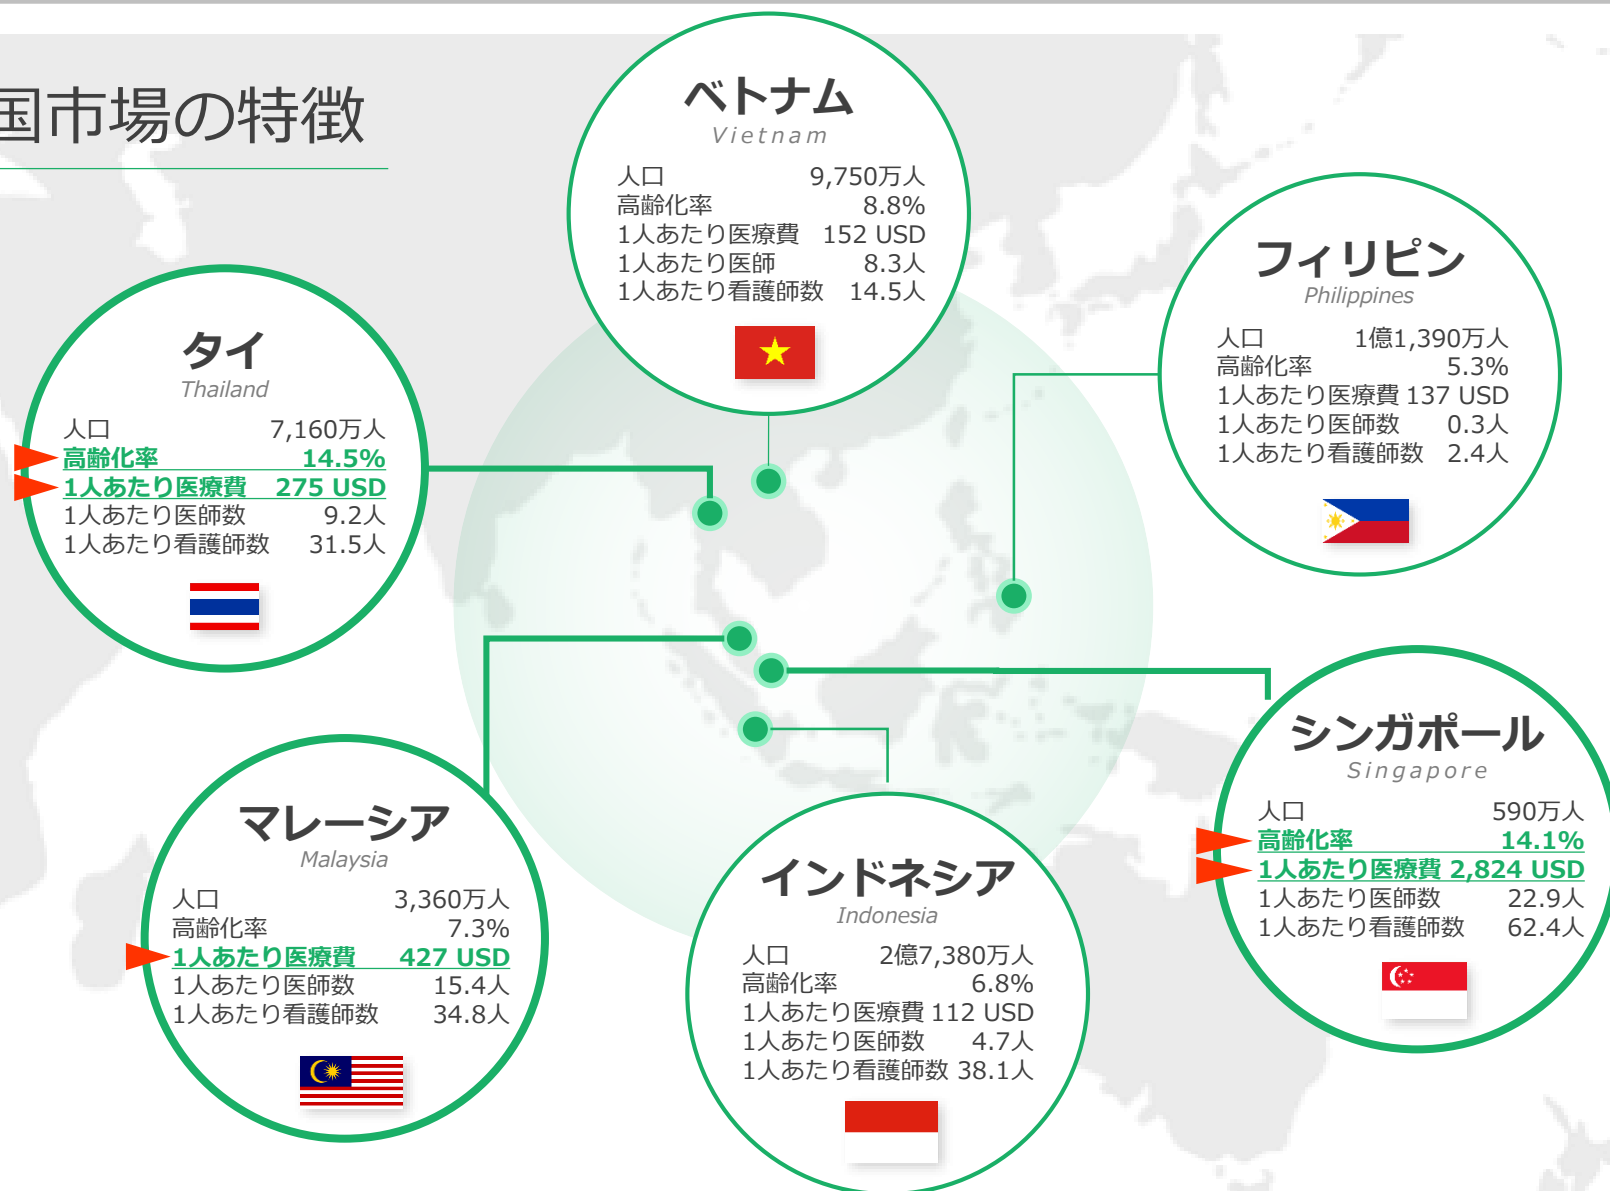 国市場の特徴
ベトナム
Vietnam
人口 9,750万人
高齢化率 8.8%
1人あたり医療費 152 USD
1人あたり医師 8.3人
1人あたり看護師数 14.5人
フィリピン
Philippines
人口 1億1,390万人
高齢化率 5.3%
1人あたり医療費 137 USD
1人あたり医師数 0.3人
1人あたり看護師数 2.4人
タイ
Thailand
人口 7,160万人
高齢化率 14.5%
1人あたり医療費 275 USD
1人あたり医師数 9.2人
1人あたり看護師数 31.5人
シンガポール
Singapore
人口 590万人
高齢化率 14.1%
1人あたり医療費 2,824 USD
1人あたり医師数 22.9人
1人あたり看護師数 62.4人
マレーシア
Malaysia
人口 3,360万人
高齢化率 7.3%
1人あたり医療費 427 USD
1人あたり医師数 15.4人
1人あたり看護師数 34.8人
インドネシア
Indonesia
人口 2億7,380万人
高齢化率 6.8%
1人あたり医療費 112 USD
1人あたり医師数 4.7人
1人あたり看護師数 38.1人